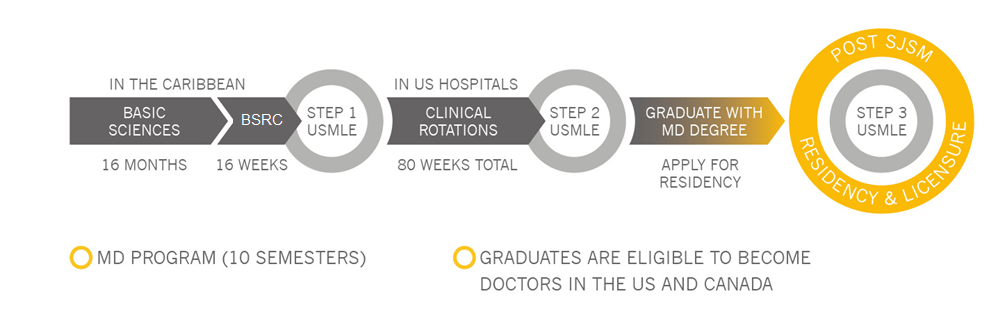 IN THE CARIBBEAN
BASIC
SCIENCES
BSRC
16 MONTHS
16 WEEKS
STEP 1
USMLE
IN US HOSPITALS
CLINICAL
ROTATIONS
80 WEEKS TOTAL
STEP 2
USMLE
GRADUATE WITH
MD DEGREE
APPLY FOR
RESIDENCY
POST SJSM
STEP 3
USMLE
RESIDENCY & LICENSURE
MD PROGRAM (10 SEMESTERS)
GRADUATES ARE ELIGIBLE TO BECOME
DOCTORS IN THE US AND CANADA